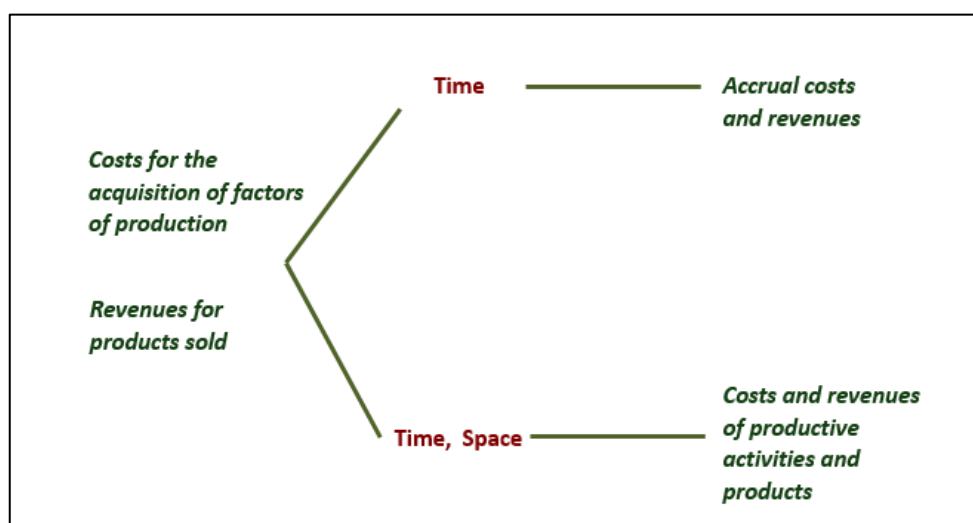 Time
Accrual costs
and revenues
Costs for the
acquisition of factors
of production
Revenues for
products sold
Time, Space
Costs and revenues
of productive
activities and
products